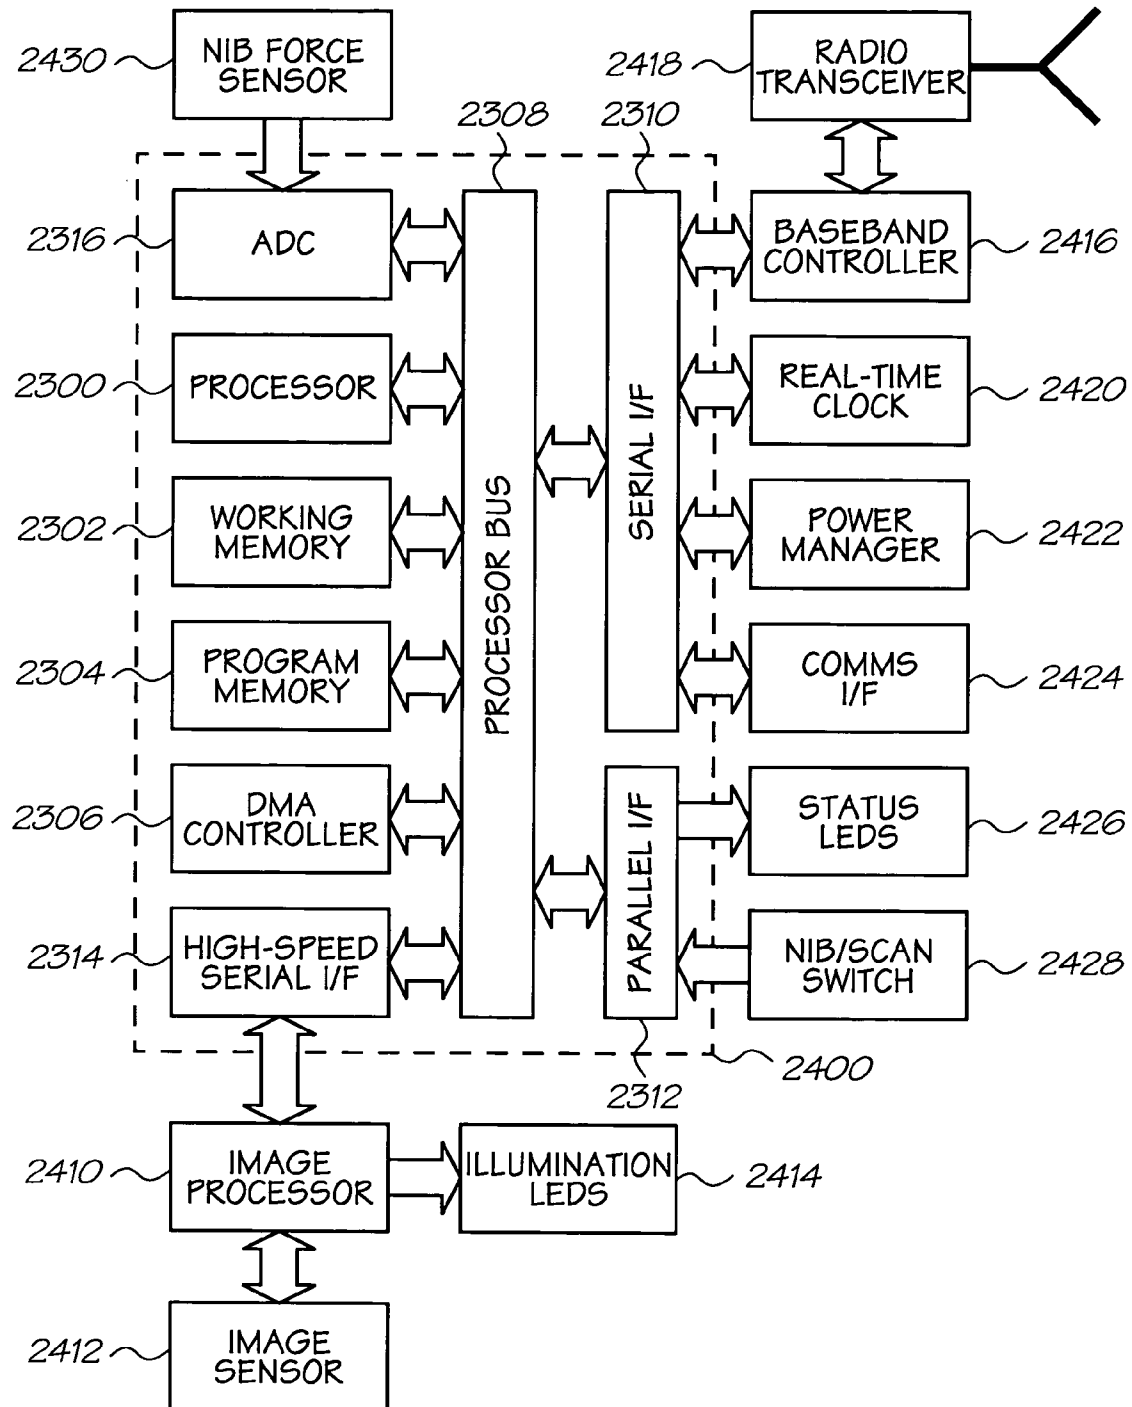 2430
NIB FORCE
SENSOR
2418
RADIO
TRANSCEIVER
2308
2310
2316
ADC
BASEBAND
CONTROLLER
2416
2300
PROCESSOR
REAL-TIME
CLOCK
2420
2302
WORKING
MEMORY
PROCESSOR BUS
SERIAL I/F
POWER
MANAGER
2422
2304
PROGRAM
MEMORY
COMMS
I/F
2424
2306
DMA
CONTROLLER
PARALLEL I/F
STATUS
LEDS
2426
2314
HIGH-SPEED
SERIAL I/F
NIB/SCAN
SWITCH
2428
2312
2400
2410
IMAGE
PROCESSOR
ILLUMINATION
LEDS
2414
2412
IMAGE
SENSOR